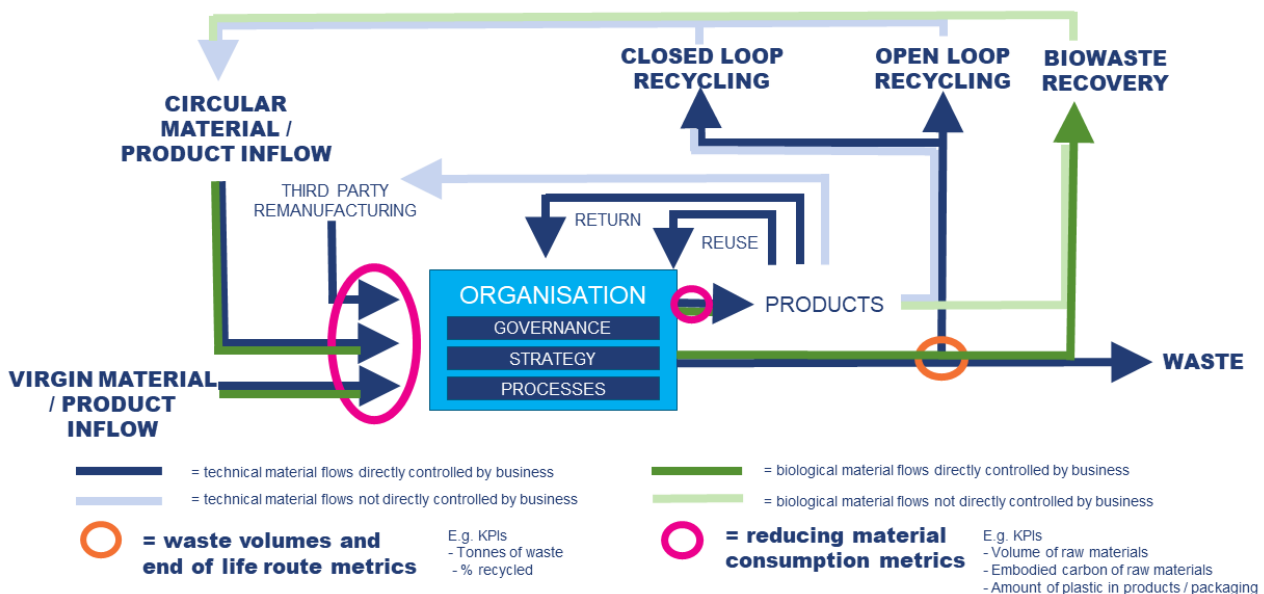 CLOSED LOOP
RECYCLING
OPEN LOOP
RECYCLING
BIOWASTE
RECOVERY
CIRCULAR
MATERIAL /
PRODUCT INFLOW
THIRD PARTY
REMANUFACTURING
RETURN
REUSE
ORGANISATION
GOVERNANCE
STRATEGY
PROCESSES
PRODUCTS
WASTE
VIRGIN MATERIAL
/ PRODUCT
INFLOW
= technical material flows directly controlled by business
= technical material flows not directly controlled by business
= biological material flows directly controlled by business
= biological material flows not directly controlled by business
= waste volumes and
end of life route metrics
E.g. KPIs
- Tonnes of waste
- % recycled
= reducing material
consumption metrics
E.g. KPIs
- Volume of raw materials
- Embodied carbon of raw materials
- Amount of plastic in products / packaging